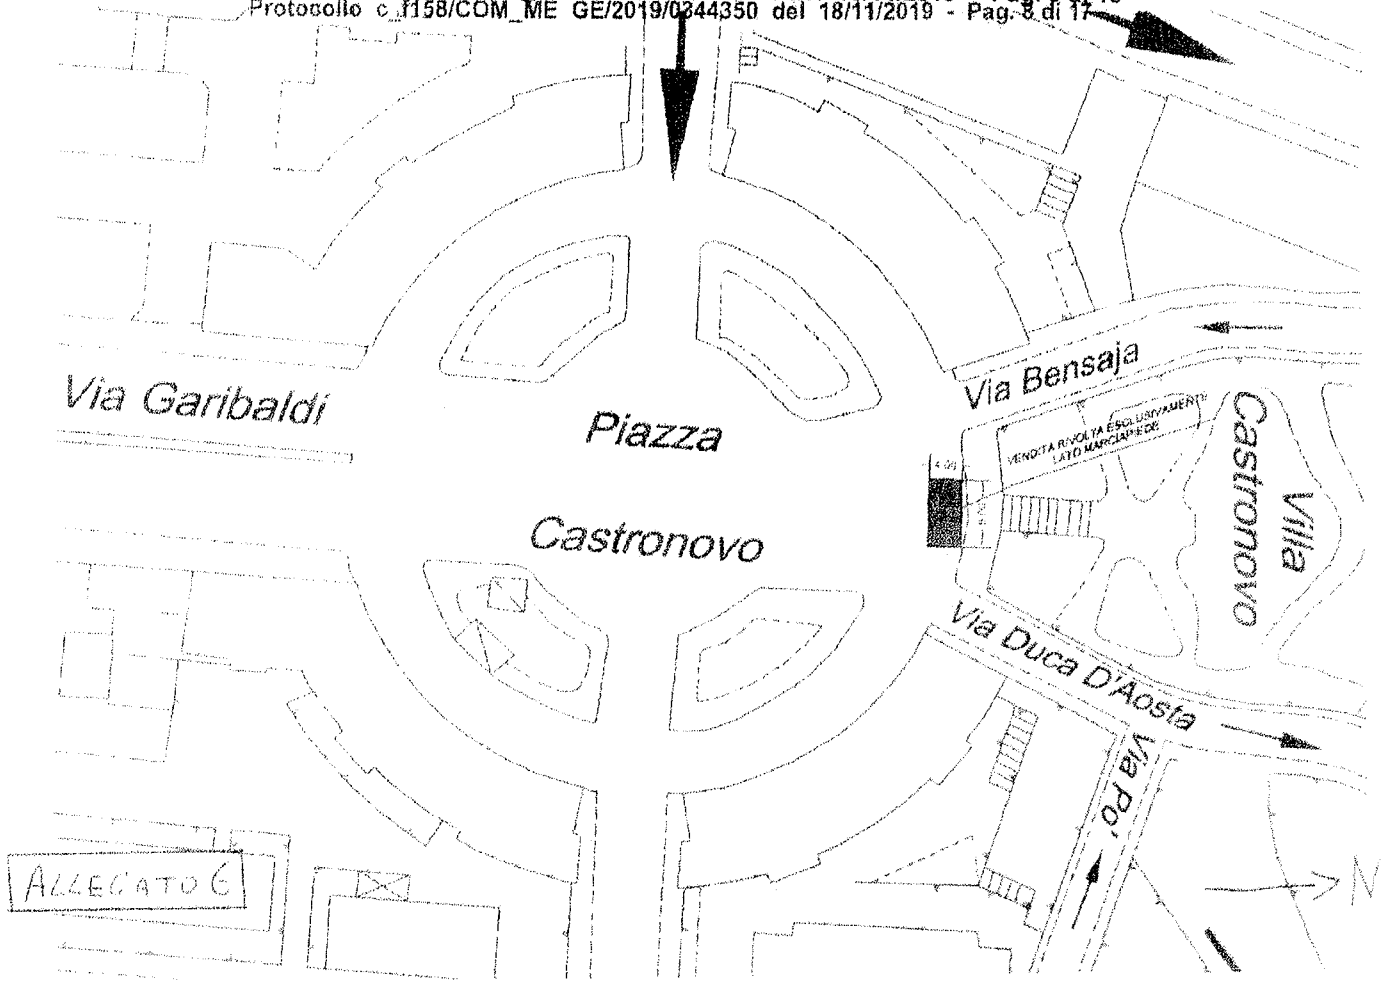 Protocollo c_f158/COM_ME GE/2019/0344350 del 18/11/2019 - Pag. 8 di 17
Via Garibaldi
Piazza
Castronovo
Via Bensaja
VENDITA RIVOLTA ESCLUSIVAMENTE
LATO MARCIAPIEDE
Villa
Castronovo
Via Duca D'Aosta
Via Po'
ALLEGATO
N